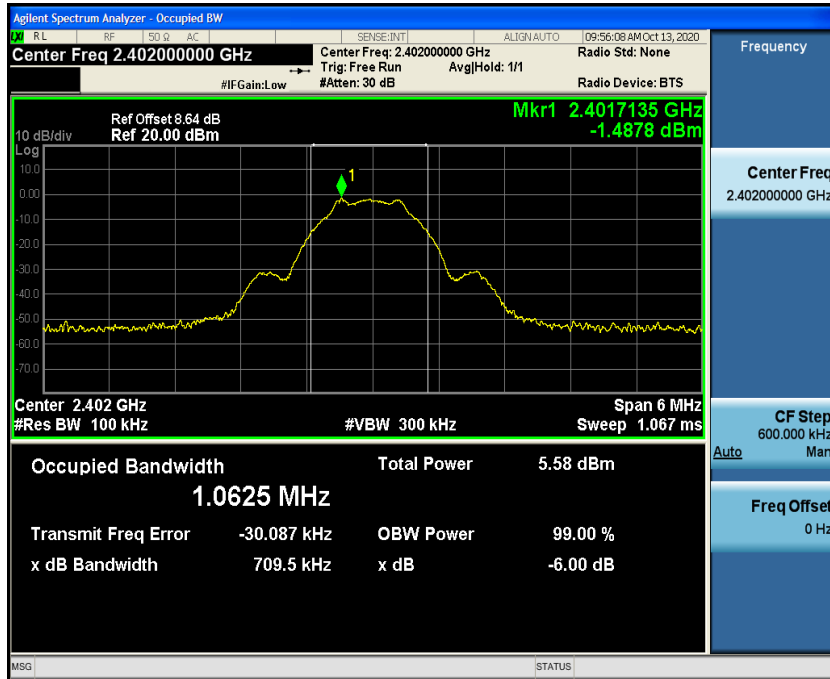 Agilent Spectrum Analyzer - Occupied BW
LXI RL RF 50 Ω AC SENSE:INT ALIGN AUTO 09:56:08 AM Oct 13, 2020
Center Freq 2.402000000 GHz Center Freq: 2.402000000 GHz Radio Std: None
Trig: Free Run Avg|Hold: 1/1
#IFGain:Low #Atten: 30 dB Radio Device: BTS
Frequency
Ref Offset 8.64 dB Mkr1 2.4017135 GHz
10 dB/div Ref 20.00 dBm -1.4878 dBm
Log
10.0
0.00
-10.0
-20.0
-30.0
-40.0
-50.0
-60.0
-70.0
1
Center 2.402 GHz Span 6 MHz
#Res BW 100 kHz #VBW 300 kHz Sweep 1.067 ms
Occupied Bandwidth Total Power 5.58 dBm
1.0625 MHz
Transmit Freq Error -30.087 kHz OBW Power 99.00 %
x dB Bandwidth 709.5 kHz x dB -6.00 dB
Center Freq
2.402000000 GHz
CF Step
600.000 kHz
Auto Man
Freq Offset
0 Hz
MSG STATUS